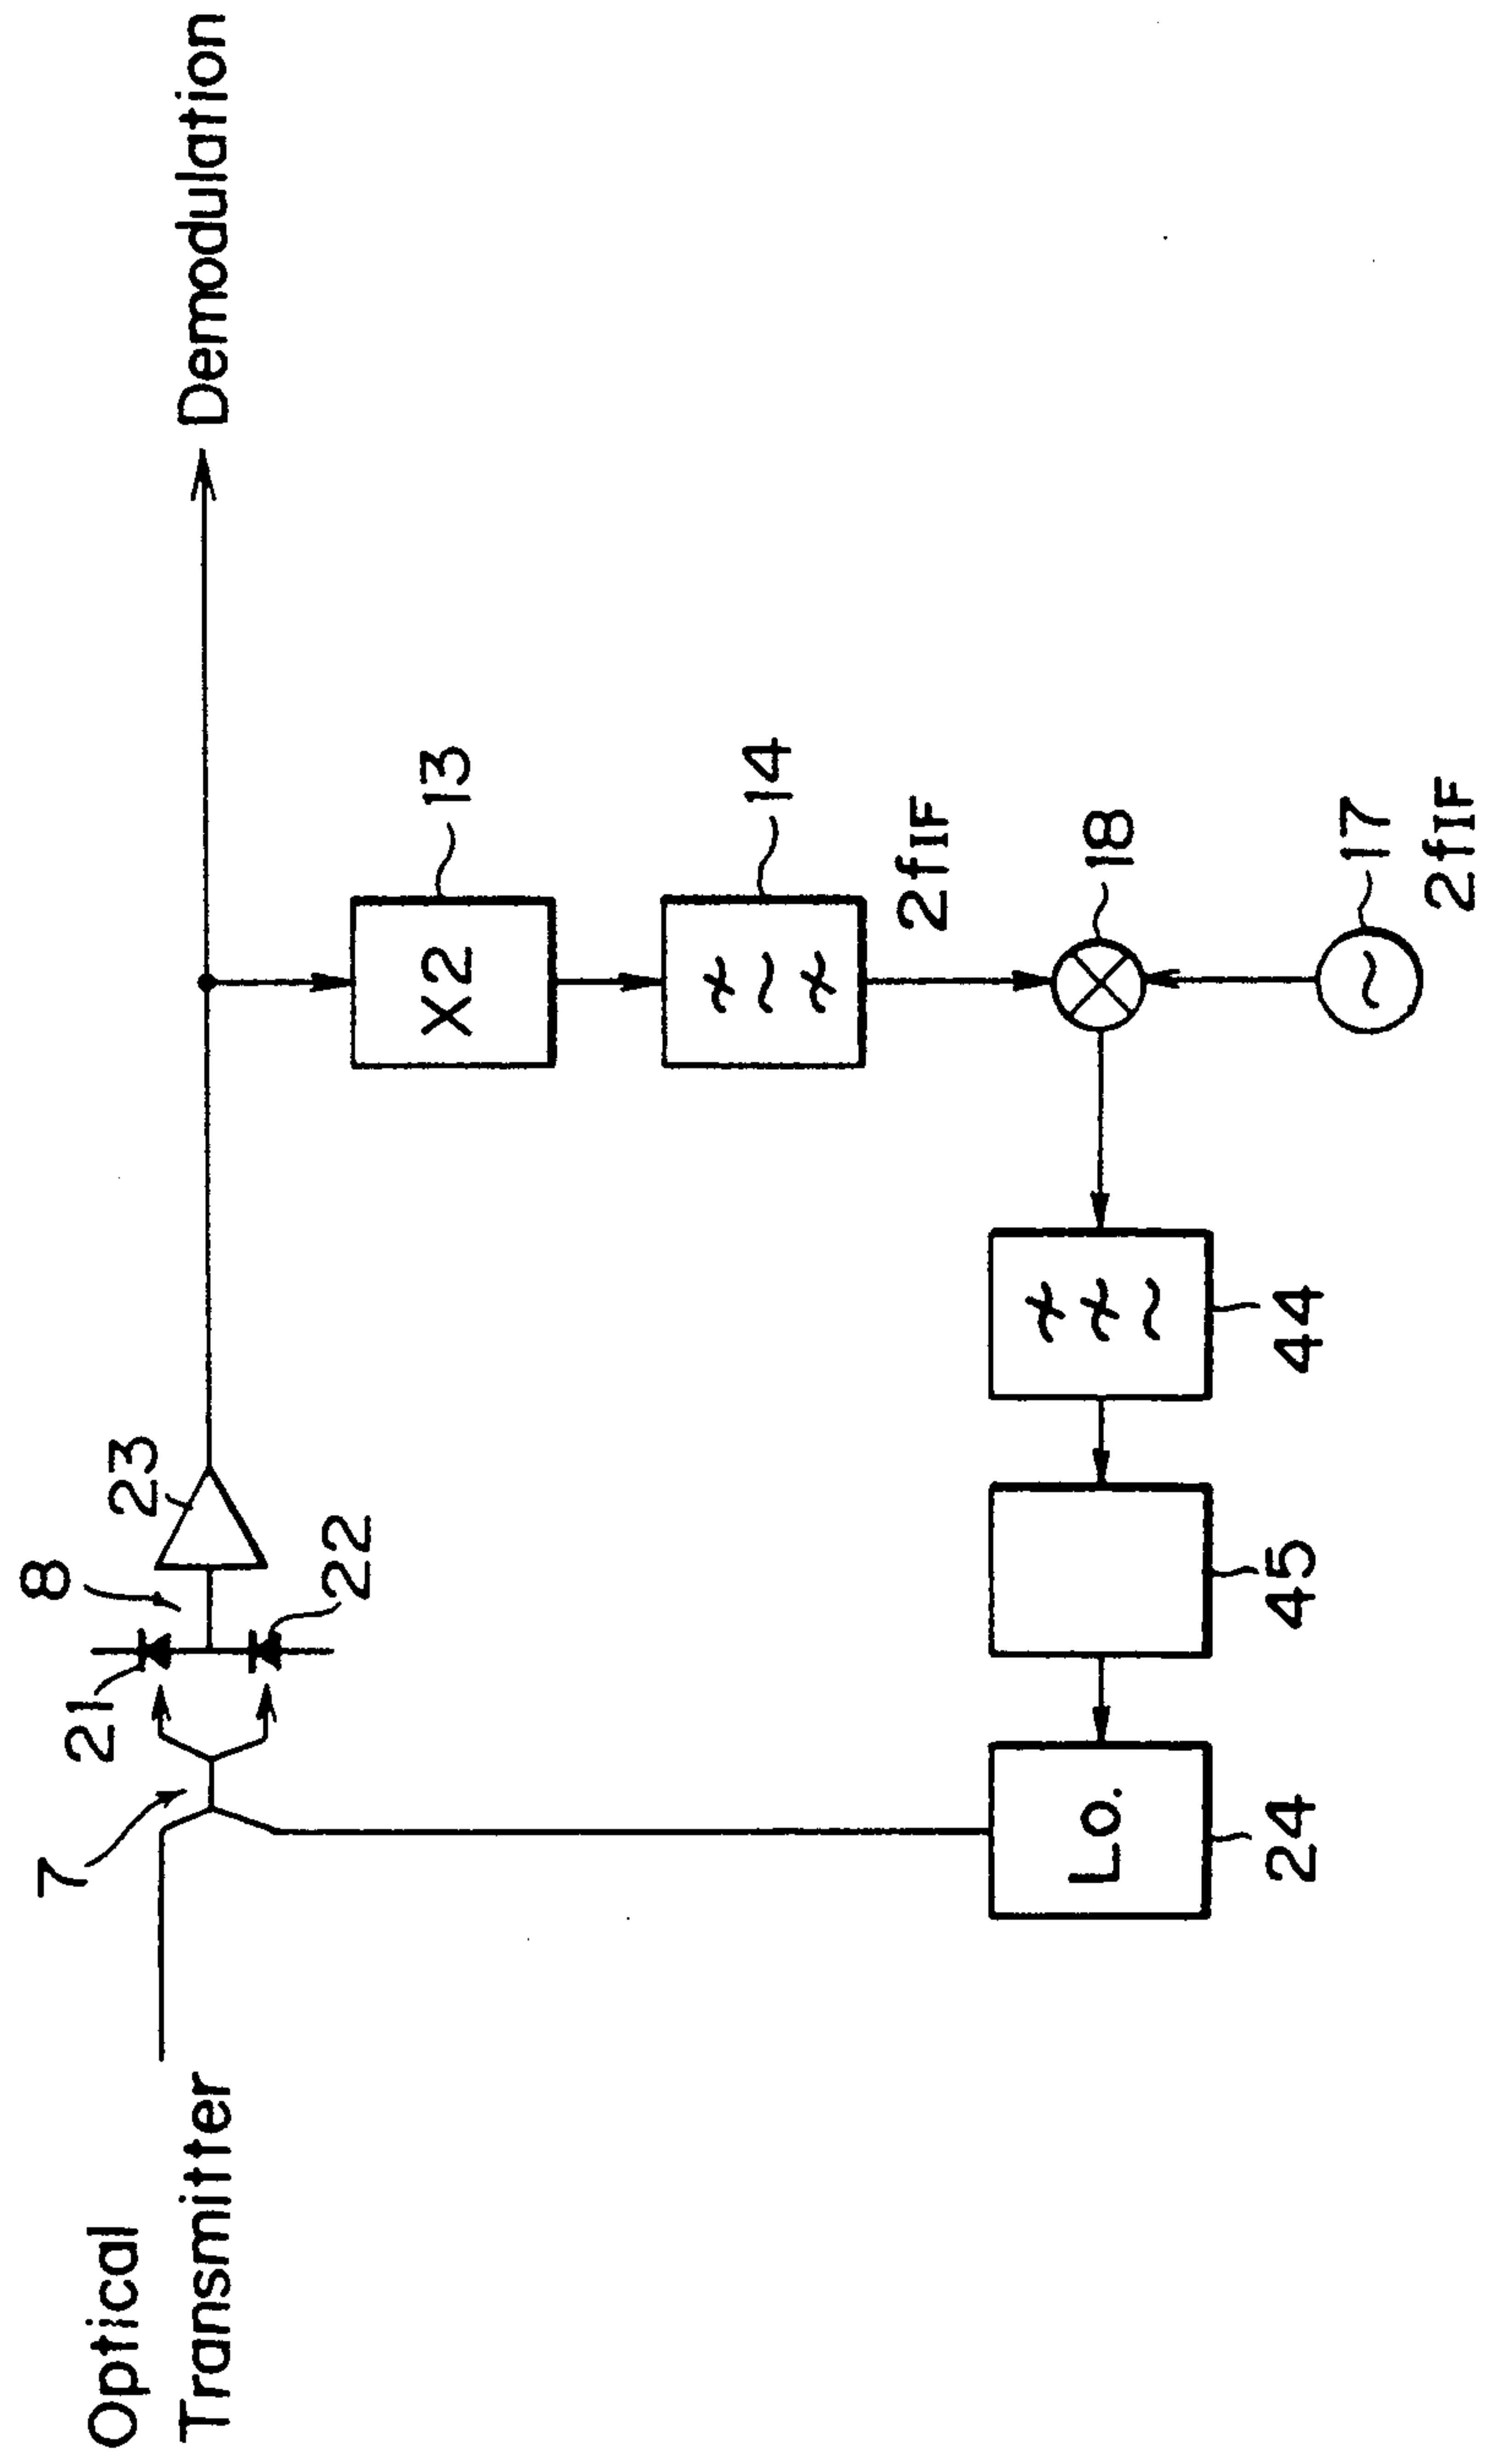 Optical
Transmitter
7
8
21
22
23
Demodulation
X2
13
14
2fIF
18
17
2fIF
44
45
Lo.
24